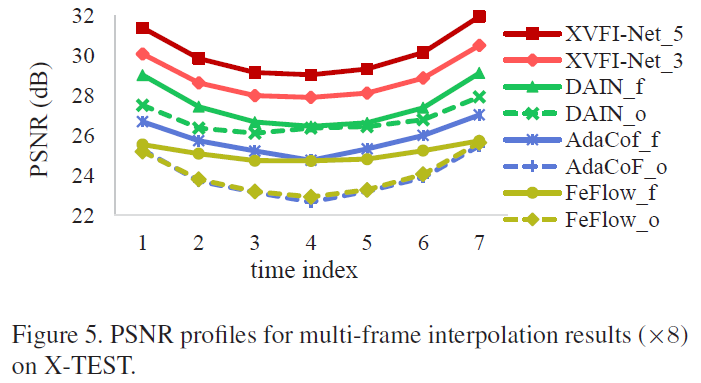 32
30
28
26
24
22
PSNR (dB)
1 2 3 4 5 6 7
time index
XVFI-Net_5
XVFI-Net_3
DAIN_f
DAIN_o
AdaCof_f
AdaCoF_o
FeFlow_f
FeFlow_o
Figure 5. PSNR profiles for multi-frame interpolation results (×8)
on X-TEST.